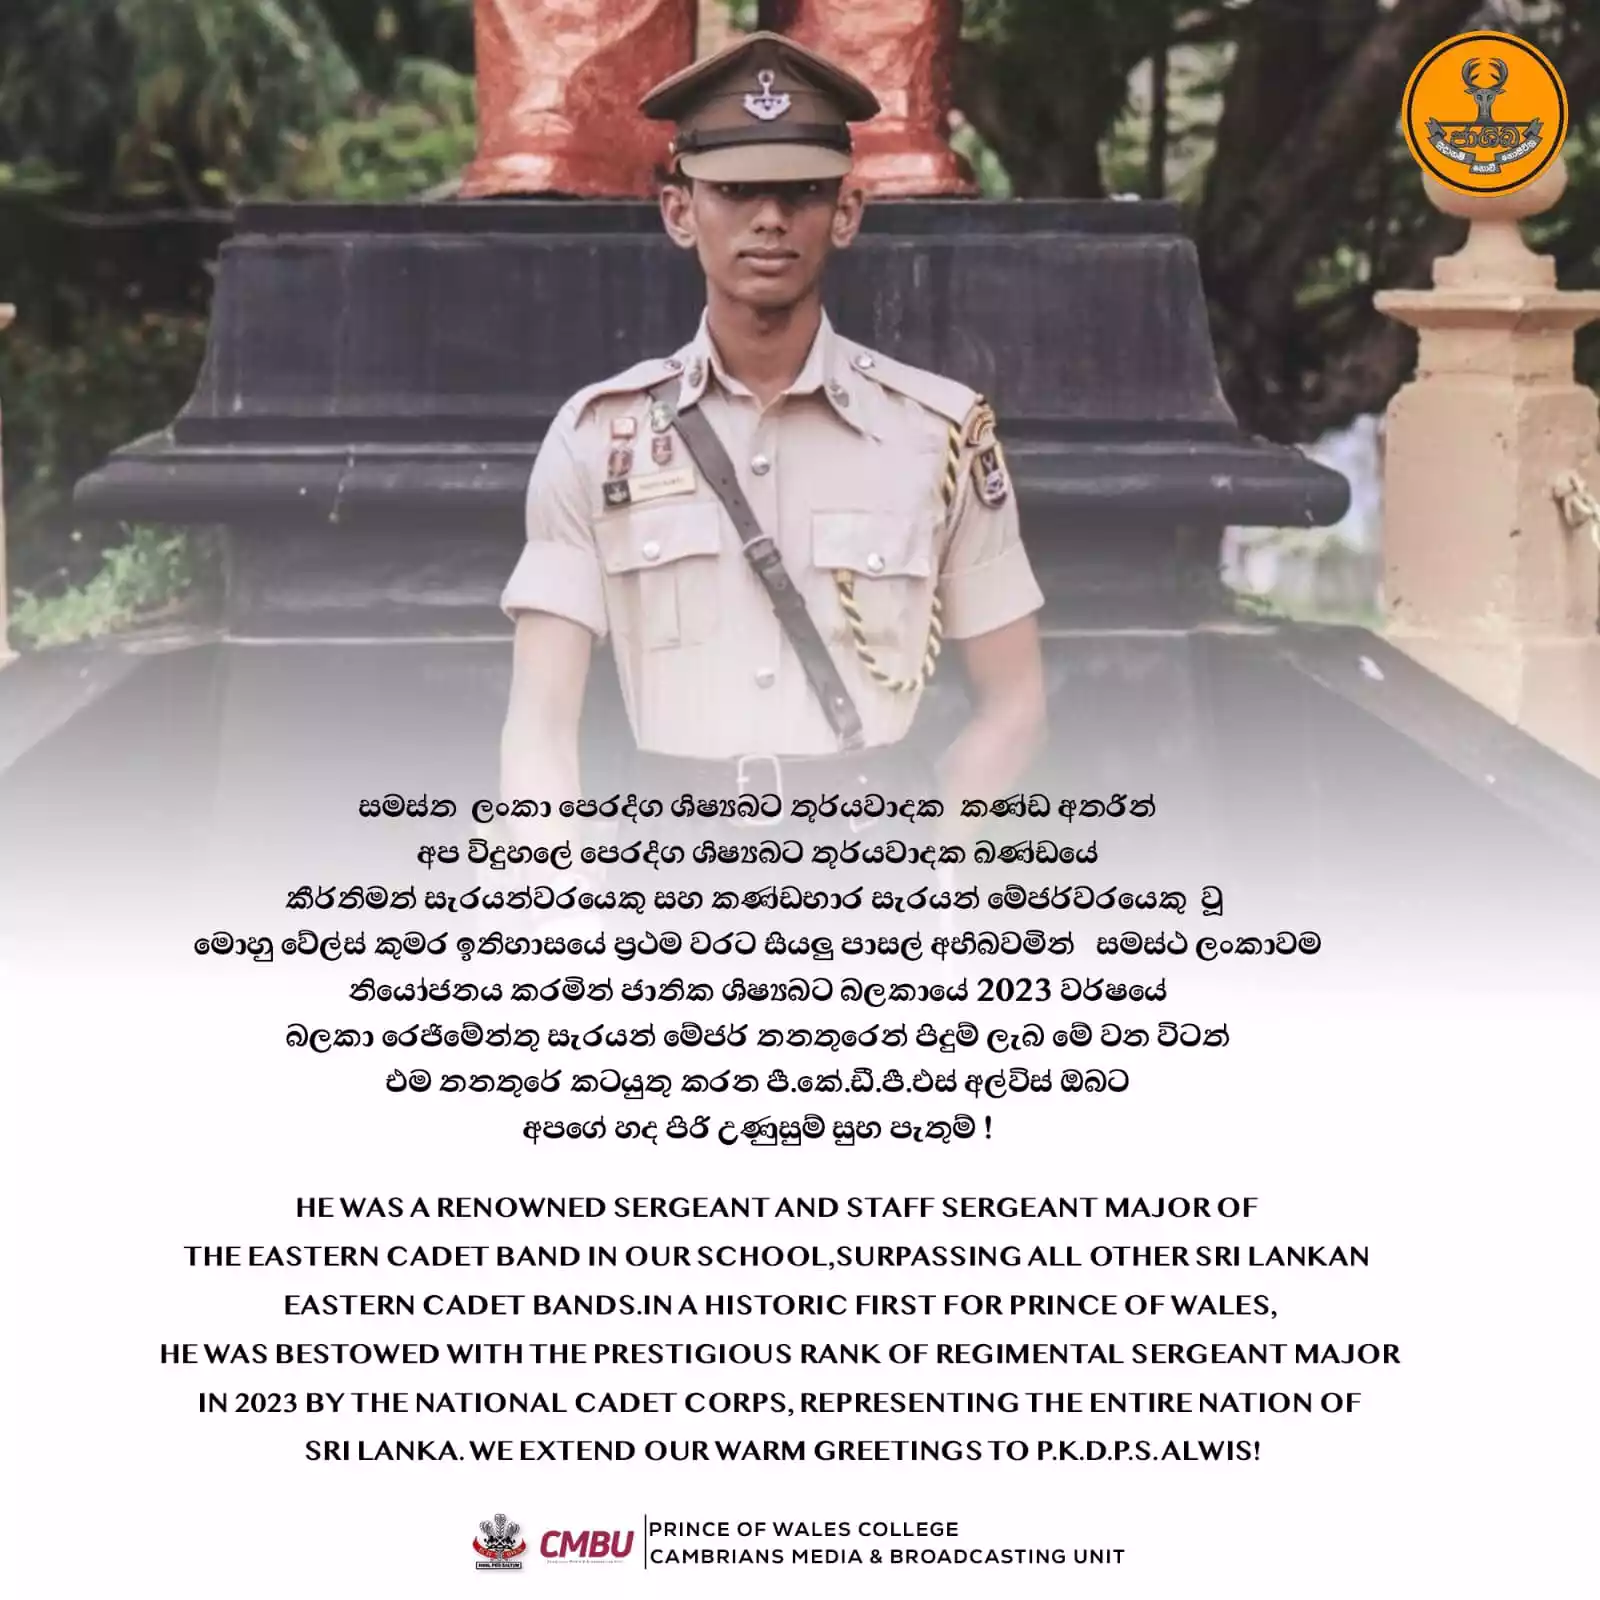 සමස්ත ලංකා පෙරදිග ශිෂ්‍යබට තූර්යවාදක කණ්ඩ අතරින්
අප විදුහලේ පෙරදිග ශිෂ්‍යබට තූර්යවාදක ඛණ්ඩයේ
කීර්තිමත් සැරයන්වරයෙකු සහ කණ්ඩභාර සැරයන් මේජර්වරයෙකු වූ
මොහු වේල්ස් කුමර ඉතිහාසයේ ප්‍රථම වරට සියලු පාසල් අභිබවමින් සමස්ථ ලංකාවම
නියෝජනය කරමින් ජාතික ශිෂ්‍යබට බලකායේ 2023 වර්ෂයේ
බලකා රෙජිමේන්තු සැරයන් මේජර් තනතුරෙන් පිදුම් ලැබ මේ වන විටත්
එම තනතුරේ කටයුතු කරන පී.කේ.ඩී.පී.එස් අල්විස් ඔබට
අපගේ හද පිරි උණුසුම් සුභ පැතුම් !
HE WAS A RENOWNED SERGEANT AND STAFF SERGEANT MAJOR OF
THE EASTERN CADET BAND IN OUR SCHOOL,SURPASSING ALL OTHER SRI LANKAN
EASTERN CADET BANDS.IN A HISTORIC FIRST FOR PRINCE OF WALES,
HE WAS BESTOWED WITH THE PRESTIGIOUS RANK OF REGIMENTAL SERGEANT MAJOR
IN 2023 BY THE NATIONAL CADET CORPS, REPRESENTING THE ENTIRE NATION OF
SRI LANKA. WE EXTEND OUR WARM GREETINGS TO P.K.D.P.S.ALWIS!
CMBU
PRINCE OF WALES COLLEGE
CAMBRIANS MEDIA & BROADCASTING UNIT